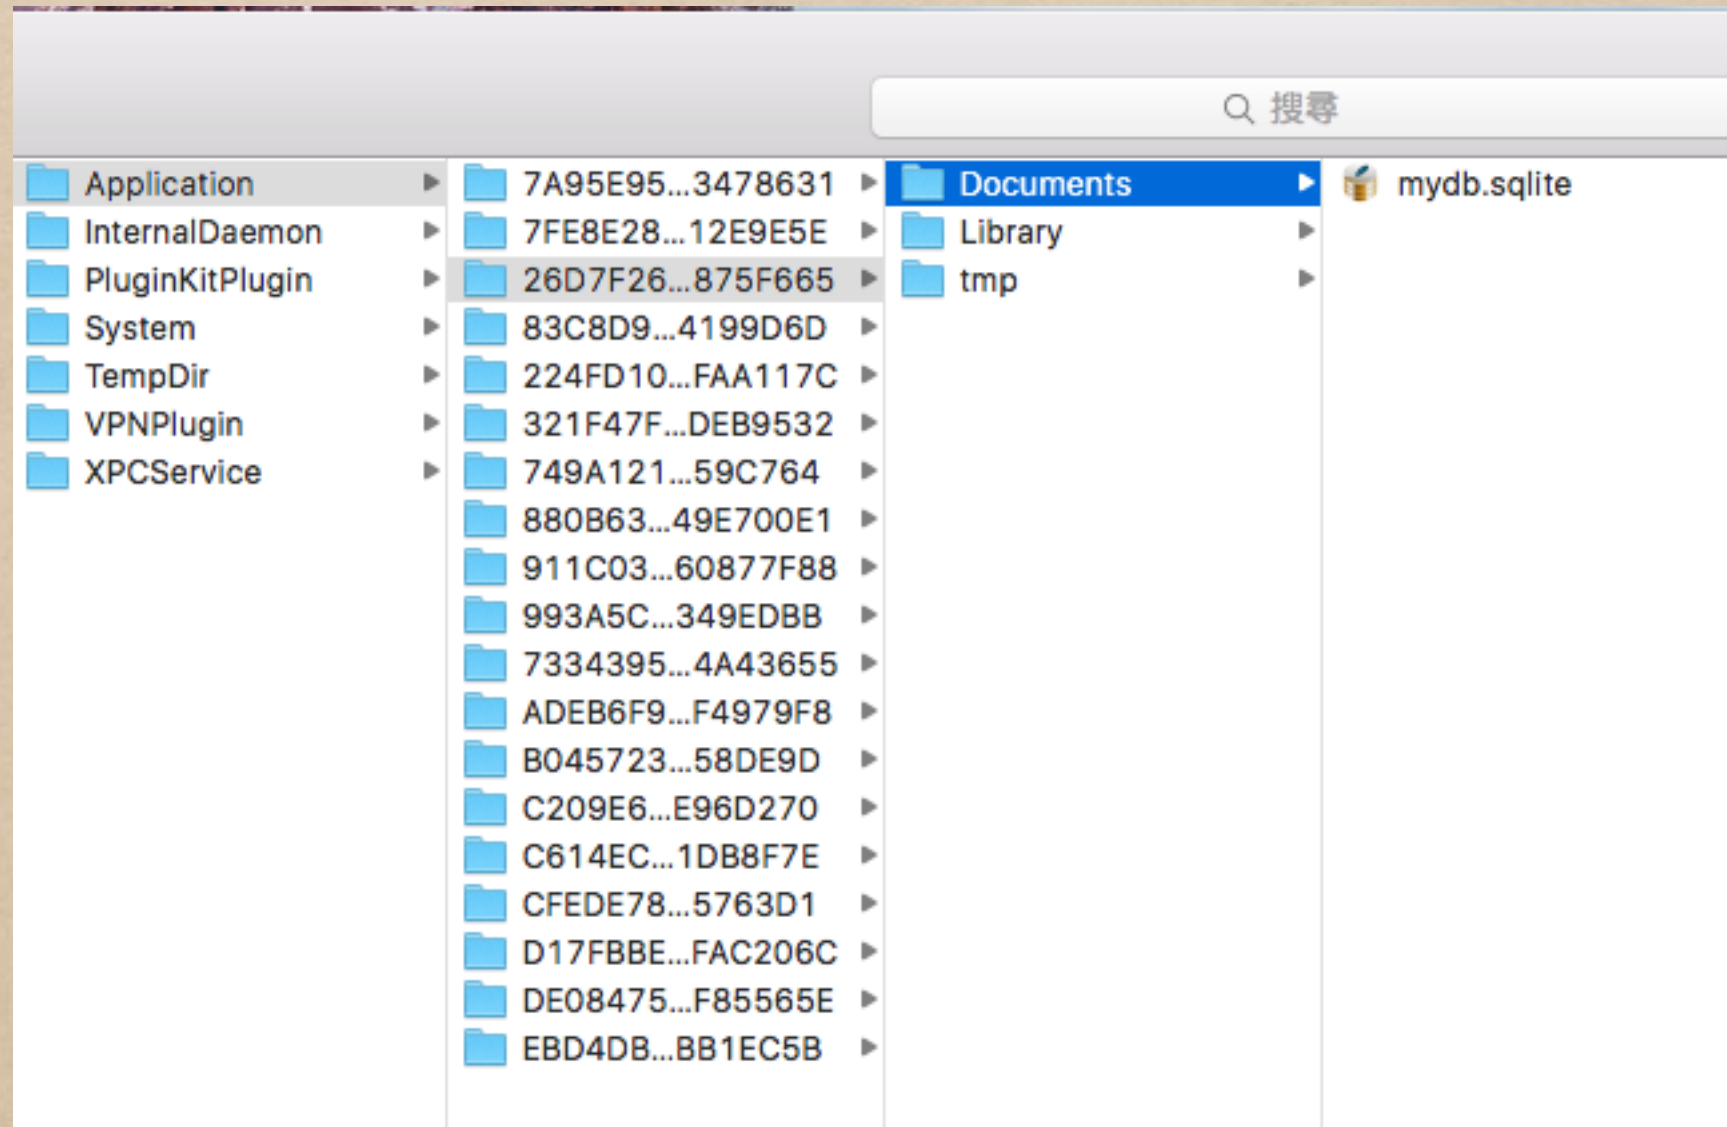 搜尋
Application
InternalDaemon
PluginKitPlugin
System
TempDir
VPNPlugin
XPCService
7A95E95...3478631
7FE8E28...12E9E5E
26D7F26...875F665
83C8D9...4199D6D
224FD10...FAA117C
321F47F...DEB9532
749A121...59C764
880B63...49E700E1
911C03...60877F88
993A5C...349EDBB
7334395...4A43655
ADEB6F9...F4979F8
B045723...58DE9D
C209E6...E96D270
C614EC...1DB8F7E
CFEDE78...5763D1
D17FBBE...FAC206C
DE08475...F85565E
EBD4DB...BB1EC5B
Documents
Library
tmp
mydb.sqlite